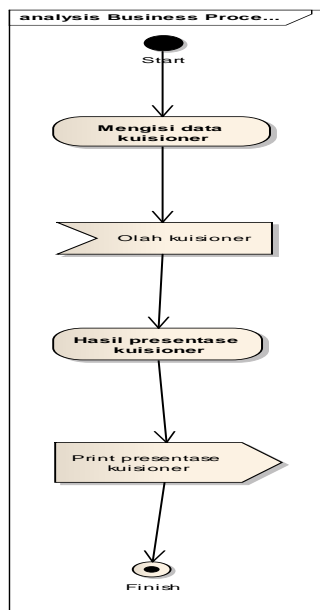 analysis Business Proce...
Start
Mengisi data
kuisioner
Olah kuisioner
Hasil presentase
kuisioner
Print presentase
kuisioner
Finish